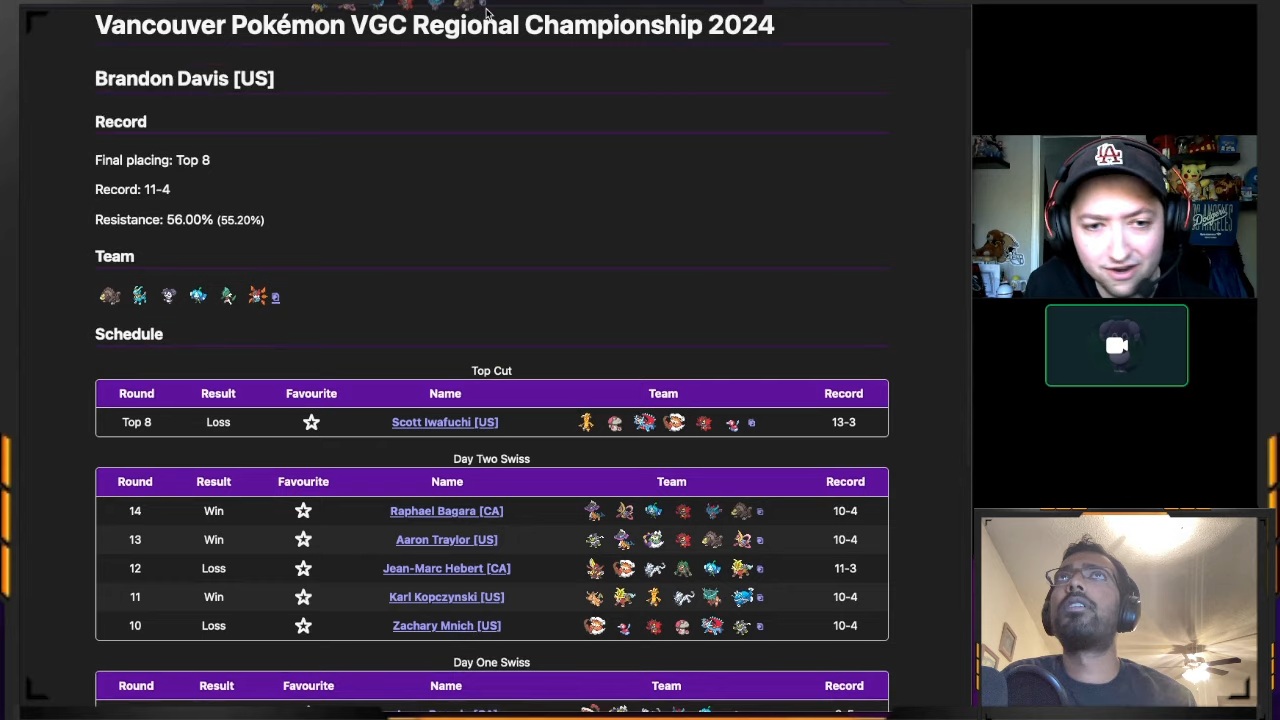 Vancouver Pokémon VGC Regional Championship 2024
Brandon Davis [US]
Record
Final placing: Top 8
Record: 11-4
Resistance: 56.00% (55.20%)
Team
Schedule
Top Cut
Round Result Favourite Name Team Record
Top 8 Loss Scott Iwafuchi [US] 13-3
Day Two Swiss
Round Result Favourite Name Team Record
14 Win Raphael Bagara [CA] 10-4
13 Win Aaron Traylor [US] 10-4
12 Loss Jean-Marc Hebert [CA] 11-3
11 Win Karl Kopczynski [US] 10-4
10 Loss Zachary Mnich [US] 10-4
Day One Swiss
Round Result Favourite Name Team Record
LA
LOS ANGELES
Dodgers